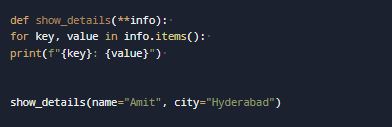 def show_details(**info):
for key, value in info.items():
print(f"{key}: {value}")
show_details(name="Amit", city="Hyderabad")